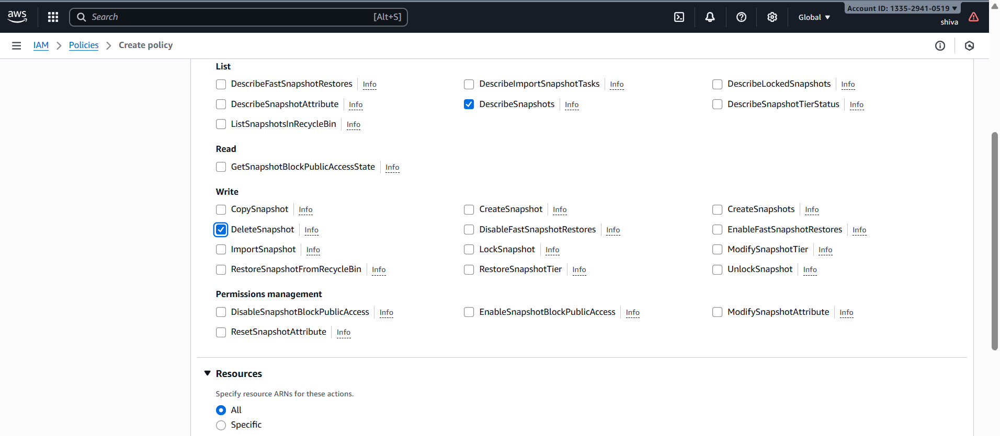 aws Search [Alt+S] Global Account ID: 1335-2941-0519 shiva
IAM Policies Create policy
List
DescribeFastSnapshotRestores Info DescribeImportSnapshotTasks Info DescribeLockedSnapshots Info
DescribeSnapshotAttribute Info DescribeSnapshots Info DescribeSnapshotTierStatus Info
ListSnapshotsInRecycleBin Info
Read
GetSnapshotBlockPublicAccessState Info
Write
CopySnapshot Info CreateSnapshot Info CreateSnapshots Info
DeleteSnapshot Info DisableFastSnapshotRestores Info EnableFastSnapshotRestores Info
ImportSnapshot Info LockSnapshot Info ModifySnapshotTier Info
RestoreSnapshotFromRecycleBin Info RestoreSnapshotTier Info UnlockSnapshot Info
Permissions management
DisableSnapshotBlockPublicAccess Info EnableSnapshotBlockPublicAccess Info ModifySnapshotAttribute Info
ResetSnapshotAttribute Info
Resources
Specify resource ARNs for these actions.
All
Specific